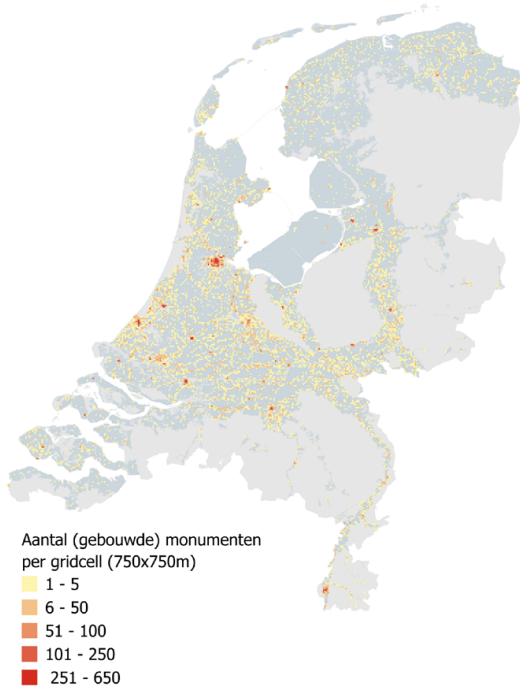 Aantal (gebouwde) monumenten
per gridcell (750x750m)
1 - 5
6 - 50
51 - 100
101 - 250
251 - 650